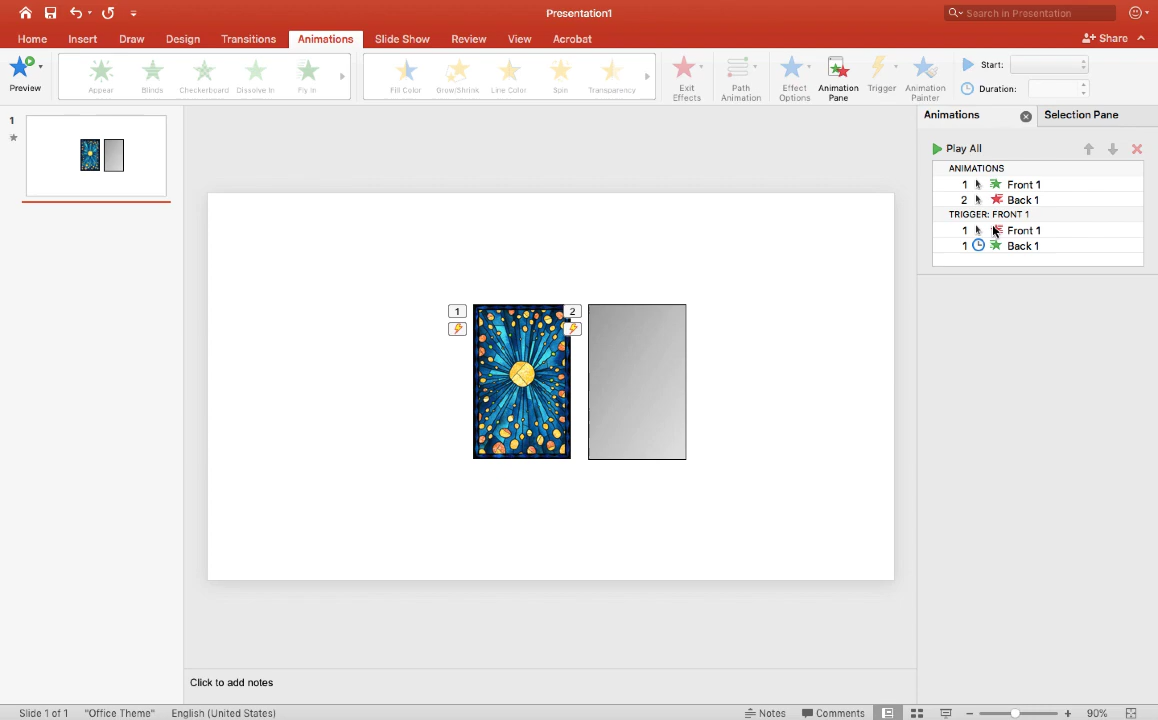 Presentation1
Search in Presentation
Home Insert Draw Design Transitions Animations Slide Show Review View Acrobat
Share
Preview
Appear Blinds Checkerboard Dissolve In Fly In
Fill Color Grow/Shrink Line Color Spin Transparency
Exit Effects
Path Animation
Effect Options
Animation Pane
Trigger
Animation Painter
Start:
Duration:
1
Animations Selection Pane
Play All
ANIMATIONS
1 Front 1
2 Back 1
TRIGGER: FRONT 1
1 Front 1
1 Back 1
1 2
Click to add notes
Slide 1 of 1 "Office Theme" English (United States) Notes Comments 90%